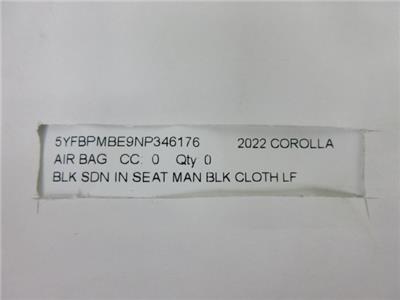 5YFBPMBE9NP346176 2022 COROLLA
AIR BAG CC: 0 Qty: 0
BLK SDN IN SEAT MAN BLK CLOTH LF